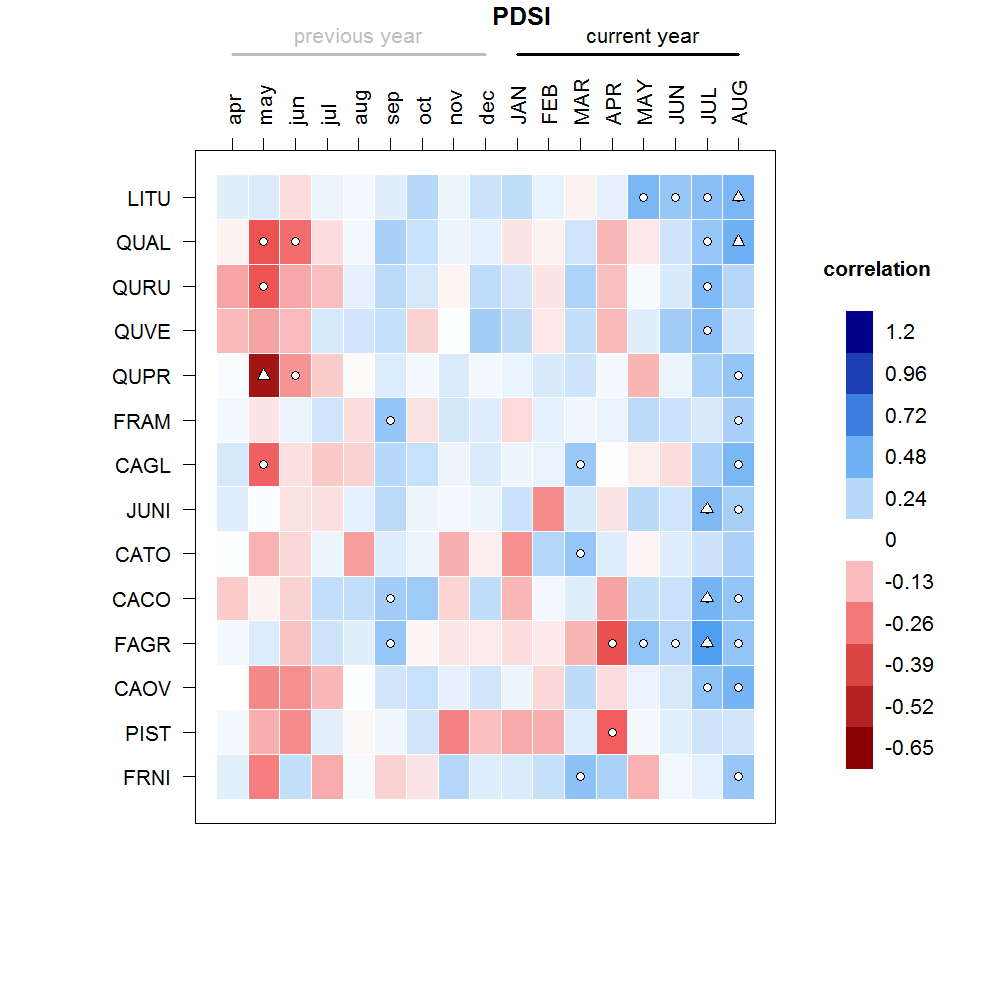 PDSI
previous year current year
apr may jun jul aug sep oct nov dec JAN FEB MAR APR MAY JUN JUL AUG
LITU
QUAL
QURU
QUVE
QUPR
FRAM
CAGL
JUNI
CATO
CACO
FAGR
CAOV
PIST
FRNI
correlation
1.2
0.96
0.72
0.48
0.24
0
-0.13
-0.26
-0.39
-0.52
-0.65